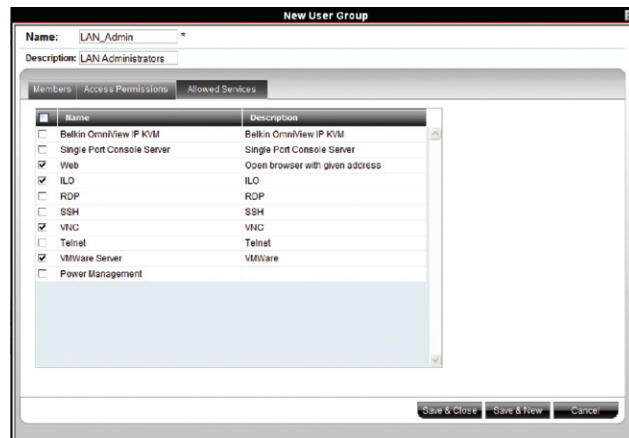 New User Group
Name: LAN_Admin *
Description: LAN Administrators
Members Access Permissions Allowed Services
Name Description
Belkin OmniView IP KVM Belkin OmniView IP KVM
Single Port Console Server Single Port Console Server
Web Open browser with given address
ILO ILO
RDP RDP
SSH SSH
VNC VNC
Telnet Telnet
VMWare Server VMWare
Power Management
Save & Close Save & New Cancel